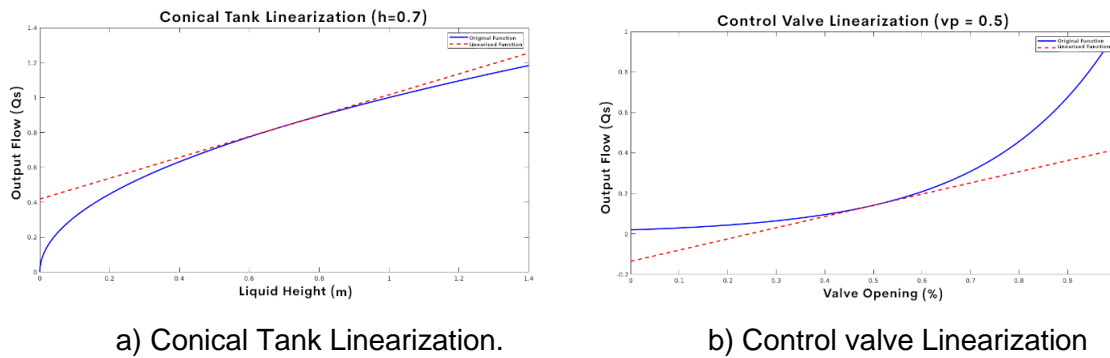 Conical Tank Linearization (h=0.7)
1.4
1.2
1
0.8
0.6
0.4
0.2
0
Output Flow (Qs)
Original Function
Linearized Function
0
0.2
0.4
0.6
0.8
1
1.2
1.4
Liquid Height (m)
a) Conical Tank Linearization.
Control Valve Linearization (vp = 0.5)
1
0.8
0.6
0.4
0.2
0
-0.2
Output Flow (Qs)
Original Function
Linearized Function
0
0.1
0.2
0.3
0.4
0.5
0.6
0.7
0.8
0.9
Valve Opening (%)
b) Control valve Linearization